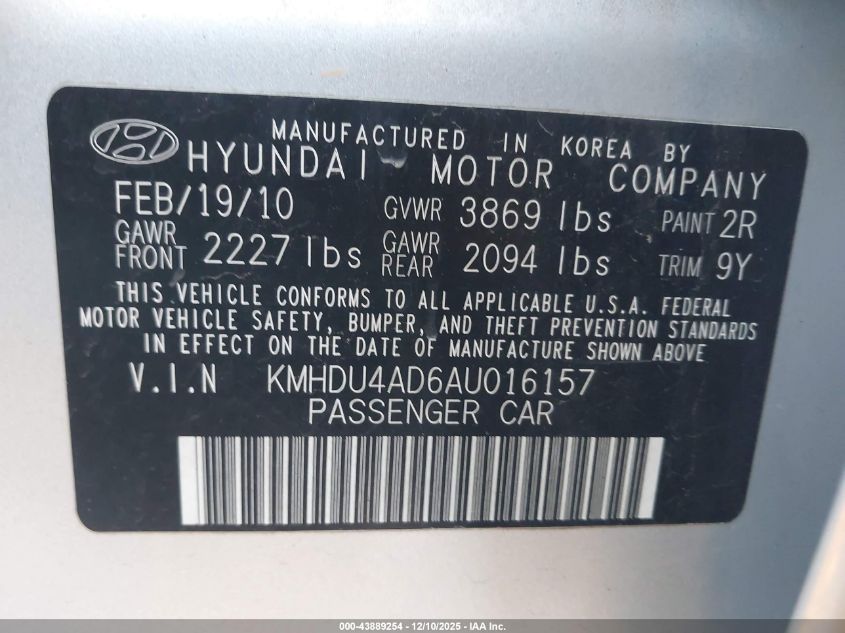 MANUFACTURED IN KOREA BY
HYUNDAI MOTOR COMPANY
FEB/19/10 GVWR 3869 lbs PAINT 2R
GAWR FRONT 2227 lbs GAWR REAR 2094 lbs TRIM 9Y
THIS VEHICLE CONFORMS TO ALL APPLICABLE U.S.A. FEDERAL
MOTOR VEHICLE SAFETY, BUMPER, AND THEFT PREVENTION STANDARDS
IN EFFECT ON THE DATE OF MANUFACTURE SHOWN ABOVE
V.I.N KMHDU4AD6AU016157
PASSENGER CAR
000-43889254 - 12/10/2025 - IAA Inc.